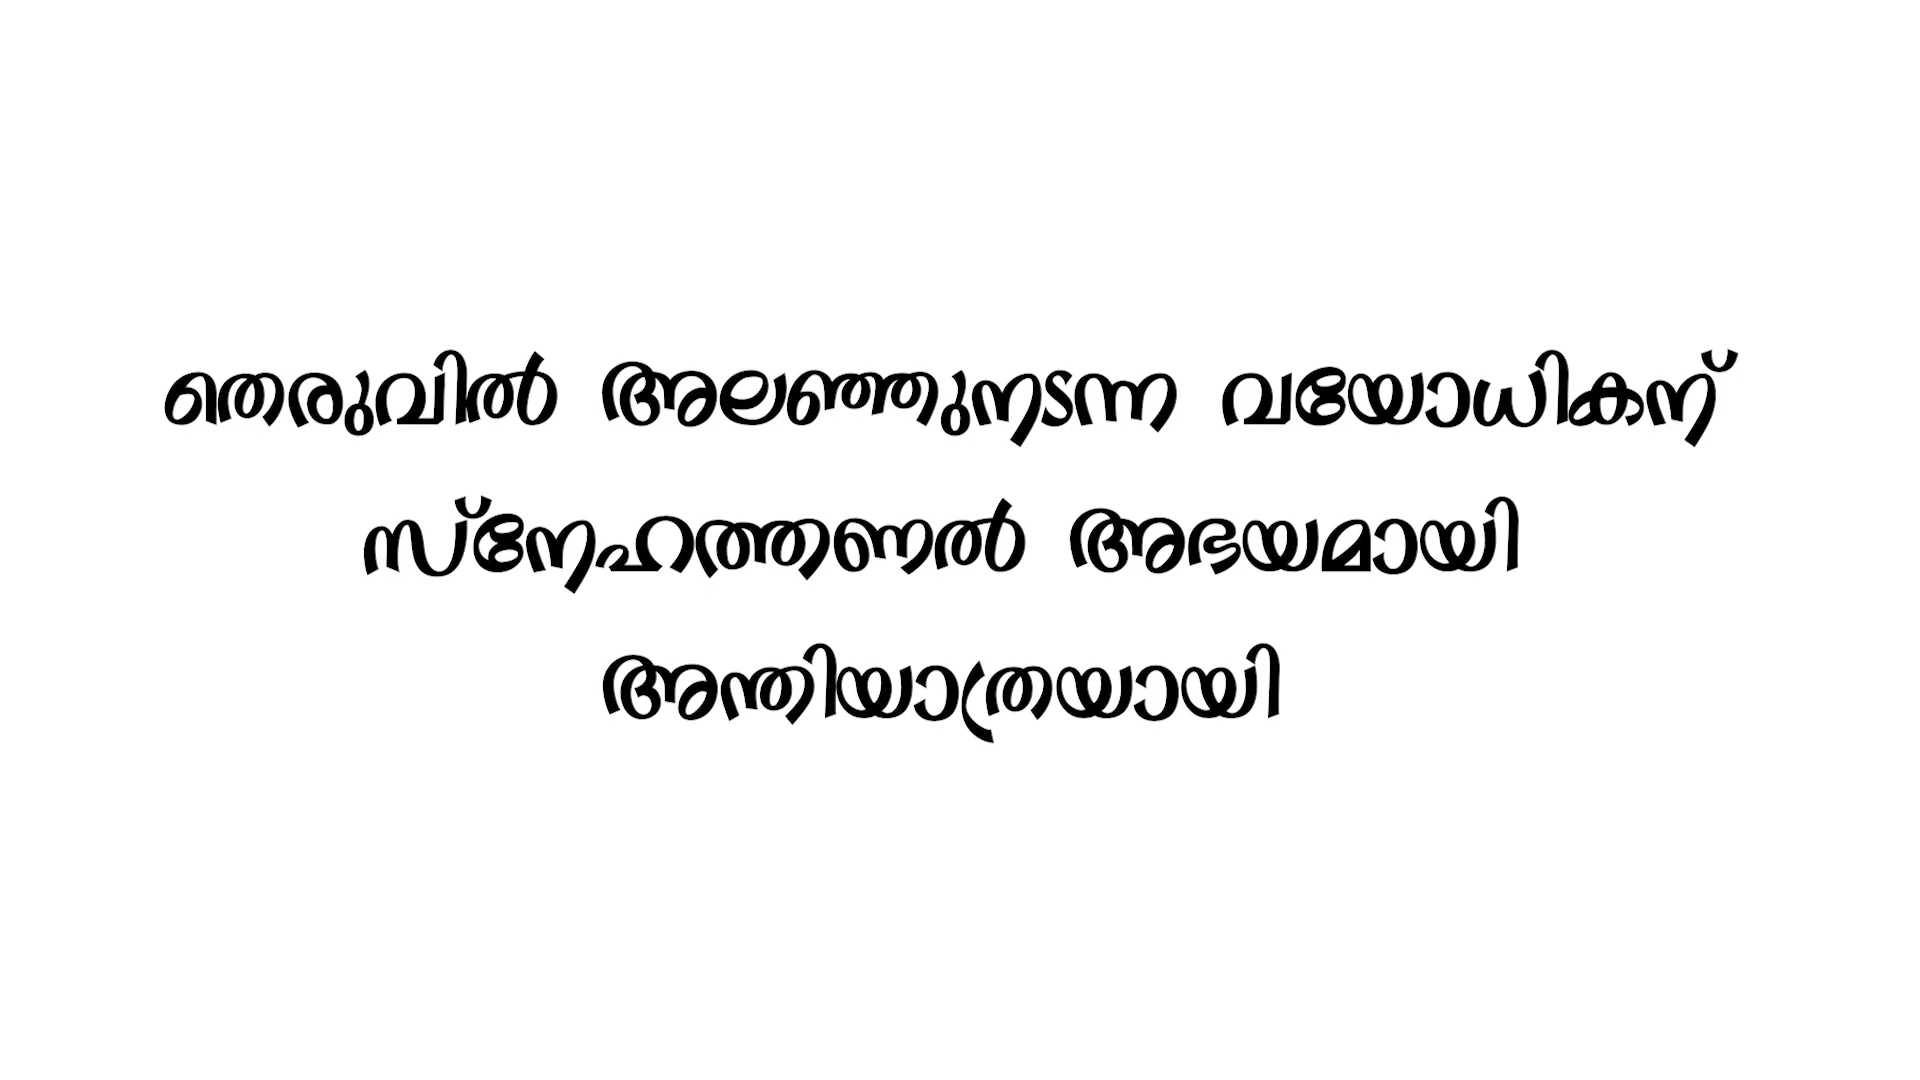 തെരുവിൽ അലഞ്ഞുനടന്ന വയോധികന്
സ്നേഹത്തണൽ അഭയമായി
അന്തിയാത്രയായി